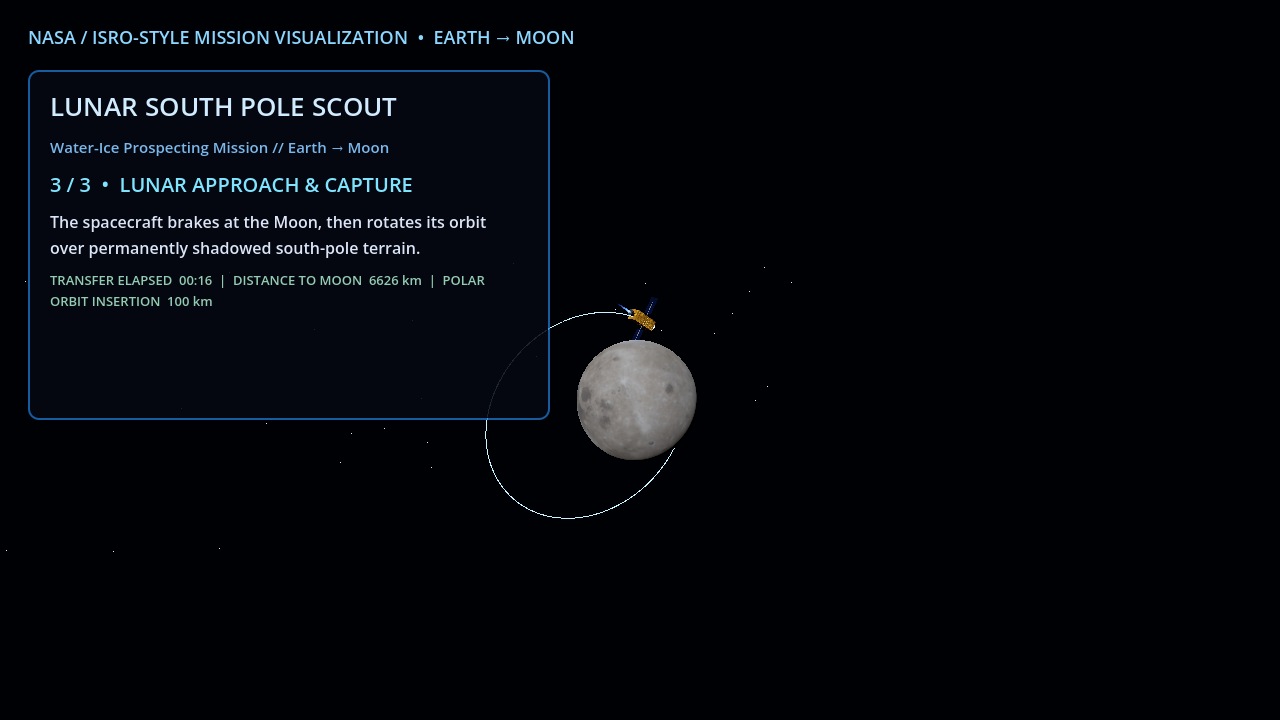 NASA / ISRO-STYLE MISSION VISUALIZATION • EARTH → MOON
LUNAR SOUTH POLE SCOUT
Water-Ice Prospecting Mission // Earth → Moon
3 / 3 • LUNAR APPROACH & CAPTURE
The spacecraft brakes at the Moon, then rotates its orbit
over permanently shadowed south-pole terrain.
TRANSFER ELAPSED 00:16 | DISTANCE TO MOON 6626 km | POLAR
ORBIT INSERTION 100 km